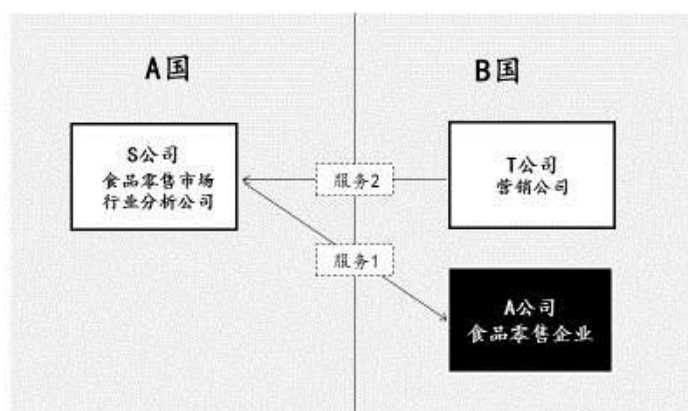 A国
B国
S公司
食品零售市场
行业分析公司
服务2
T公司
营销公司
服务1
A公司
食品零售企业